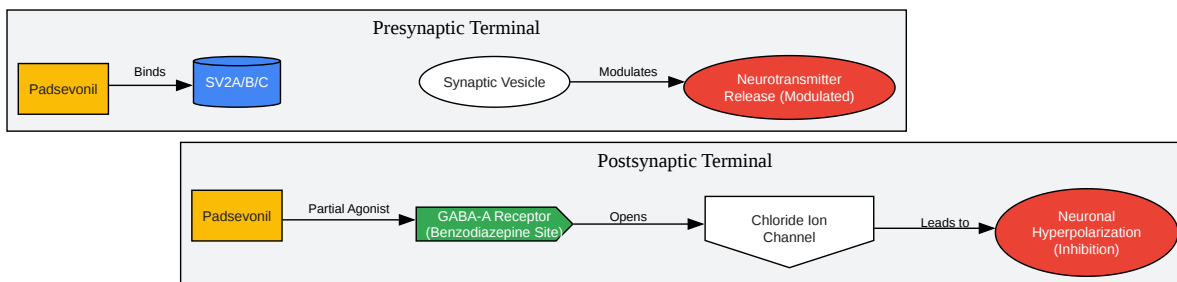 Presynaptic Terminal
Padsevonil
Binds
SV2A/B/C
Synaptic Vesicle
Modulates
Neurotransmitter
Release (Modulated)
Postsynaptic Terminal
Padsevonil
Partial Agonist
GABA-A Receptor
(Benzodiazepine Site)
Opens
Chloride Ion
Channel
Leads to
Neuronal
Hyperpolarization
(Inhibition)